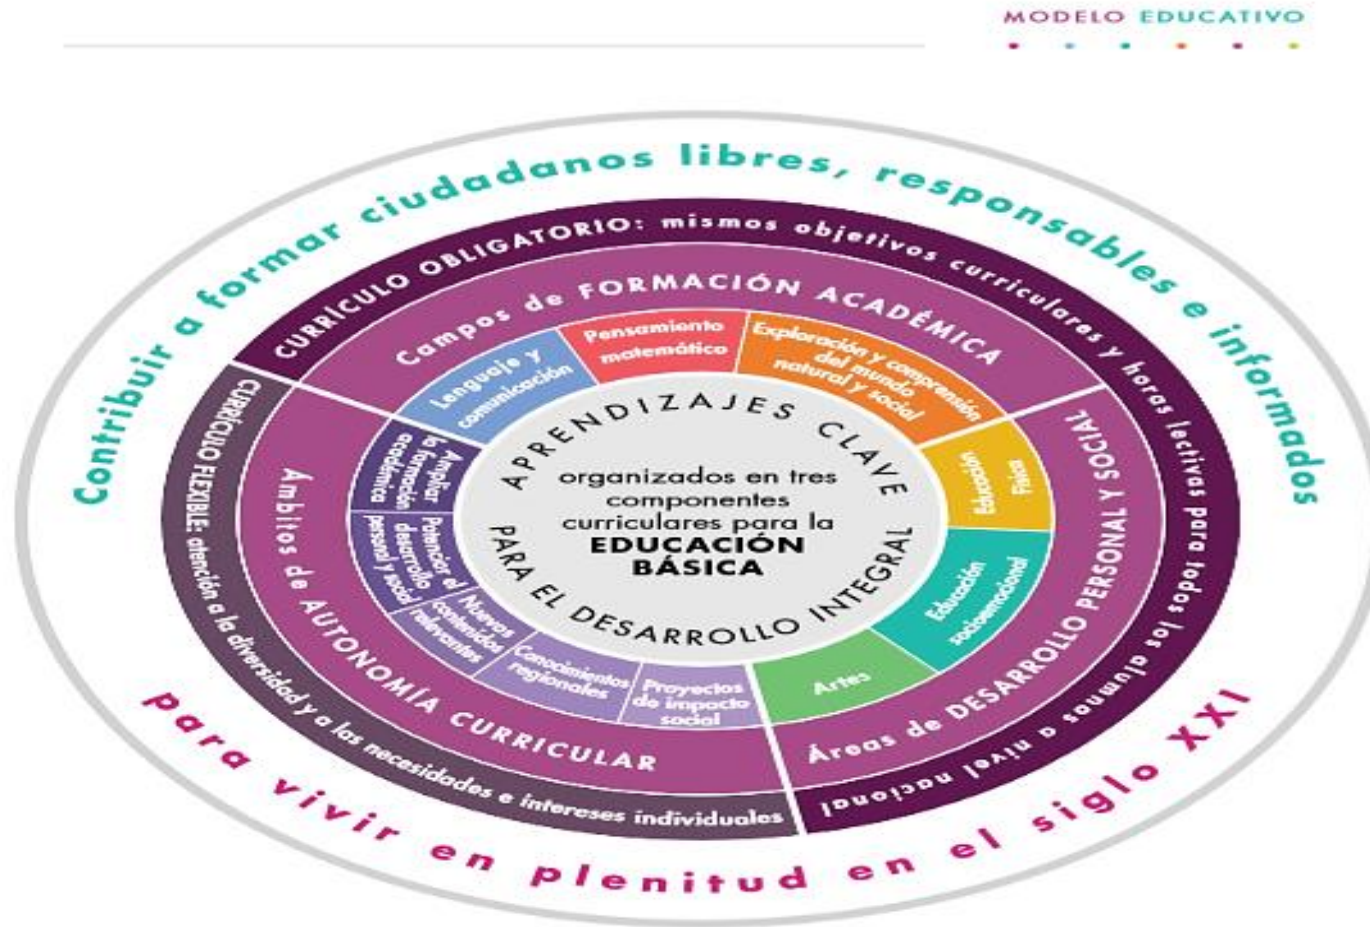 MODELO EDUCATIVO
Contribuir a formar ciudadanos libres, responsables e informados
para vivir en plenitud en el siglo XXI
CURRÍCULO OBLIGATORIO: mismos objetivos curriculares y horas lectivas para todos los alumnos a nivel nacional
CURRÍCULO FLEXIBLE: atención a la diversidad y a las necesidades e intereses individuales
Campos de FORMACIÓN ACADÉMICA
Lenguaje y
comunicación
Pensamiento
matemático
Exploración y comprensión
del mundo
natural y social
Áreas de DESARROLLO PERSONAL Y SOCIAL
Educación
Física
Educación
socioemocional
Artes
Ámbitos de AUTONOMÍA CURRICULAR
Ampliar
la formación
académica
Potenciar el
desarrollo
personal y social
Nuevos
contenidos
relevantes
Conocimientos
regionales
Proyectos
de impacto
social
APRENDIZAJES CLAVE
organizados en tres
componentes
curriculares para la
EDUCACIÓN
BÁSICA
PARA EL DESARROLLO INTEGRAL